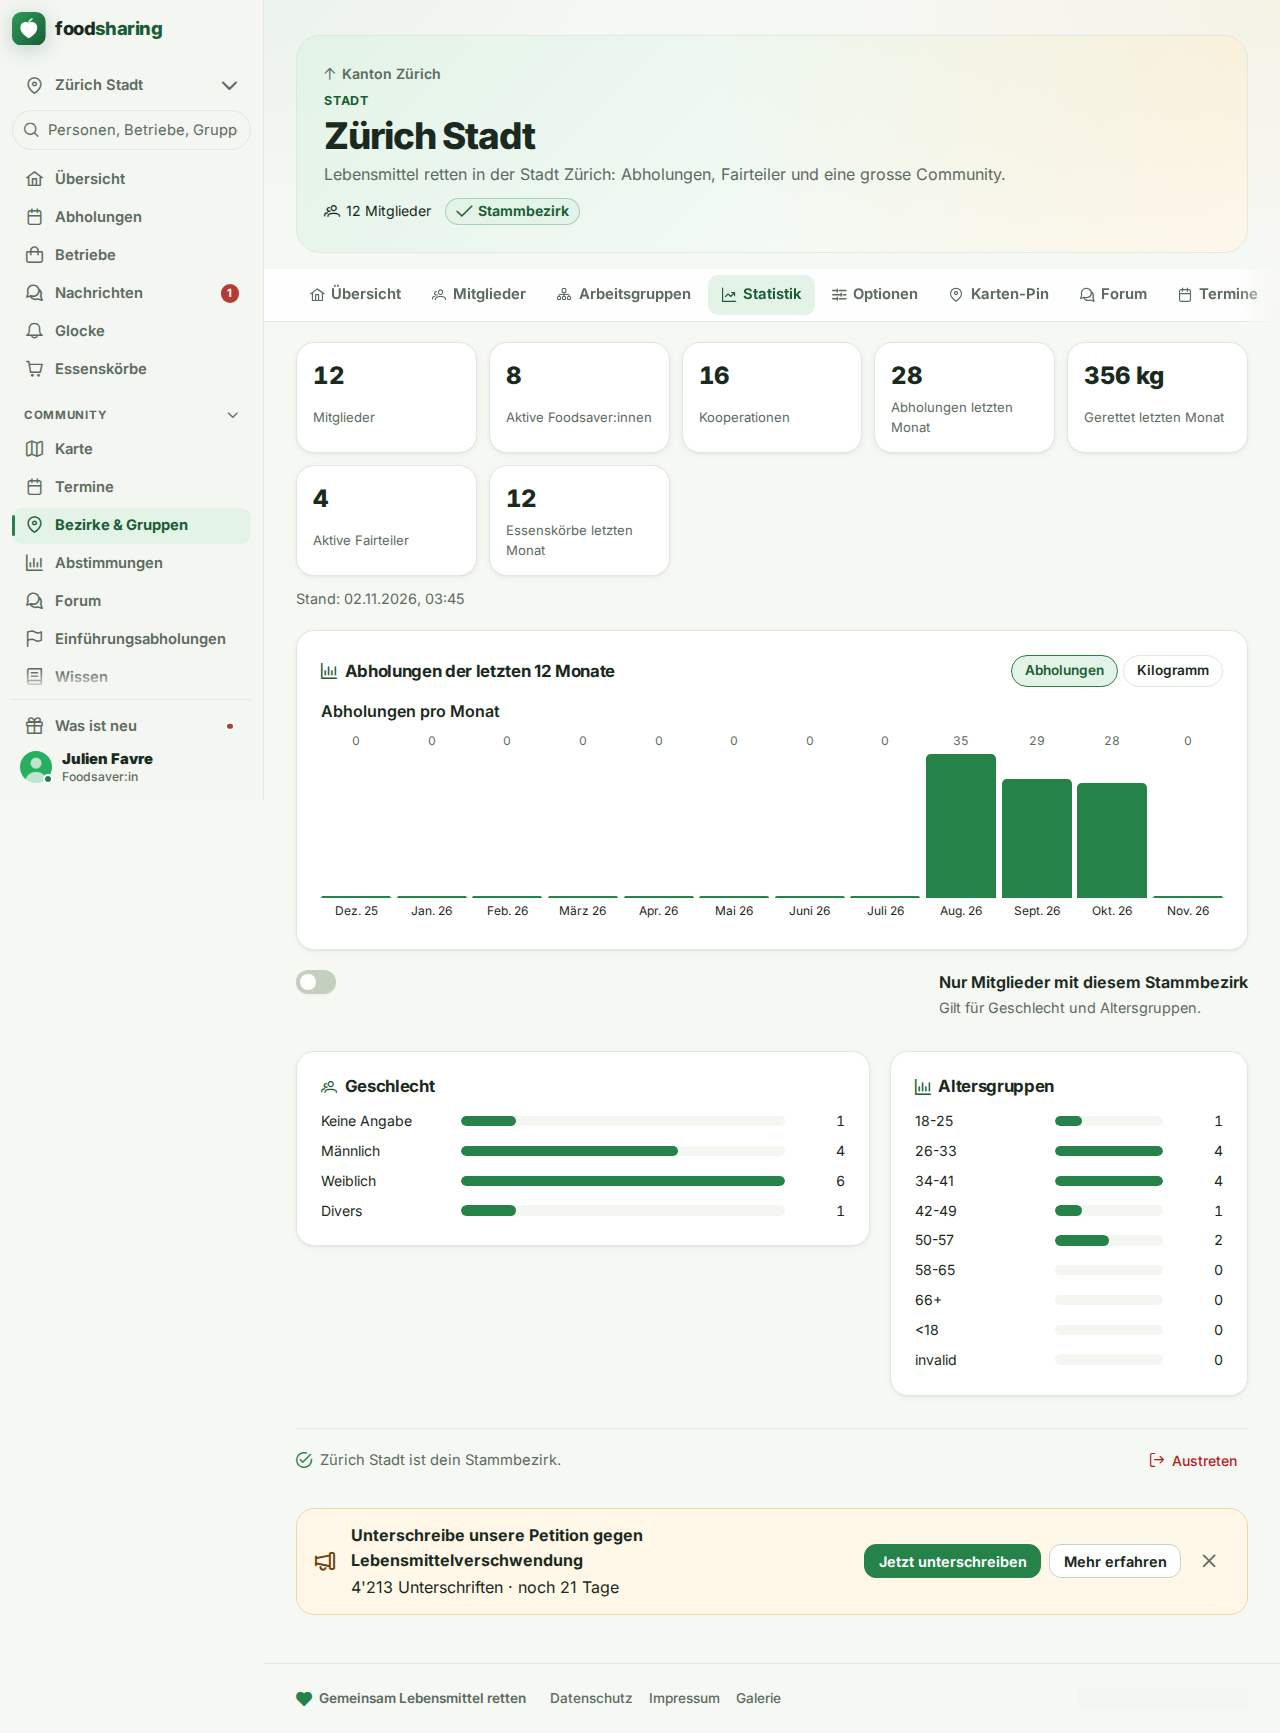 foodsharing
Zürich Stadt
Personen, Betriebe, Grupp
Übersicht
Abholungen
Betriebe
Nachrichten 1
Glocke
Essenskörbe
COMMUNITY
Karte
Termine
Bezirke & Gruppen
Abstimmungen
Forum
Einführungsabholungen
Wissen
Was ist neu
Julien Favre
Foodsaver:in
Kanton Zürich
STADT
Zürich Stadt
Lebensmittel retten in der Stadt Zürich: Abholungen, Fairteiler und eine grosse Community.
12 Mitglieder Stammbezirk
Übersicht Mitglieder Arbeitsgruppen Statistik Optionen Karten-Pin Forum Termine
12
Mitglieder
8
Aktive Foodsaver:innen
16
Kooperationen
28
Abholungen letzten
Monat
356 kg
Gerettet letzten Monat
4
Aktive Fairteiler
12
Essenskörbe letzten
Monat
Stand: 02.11.2026, 03:45
Abholungen der letzten 12 Monate
Abholungen Kilogramm
Abholungen pro Monat
0 0 0 0 0 0 0 0 35 29 28 0
Dez. 25 Jan. 26 Feb. 26 März 26 Apr. 26 Mai 26 Juni 26 Juli 26 Aug. 26 Sept. 26 Okt. 26 Nov. 26
Nur Mitglieder mit diesem Stammbezirk
Gilt für Geschlecht und Altersgruppen.
Geschlecht
Keine Angabe 1
Männlich 4
Weiblich 6
Divers 1
Altersgruppen
18-25 1
26-33 4
34-41 4
42-49 1
50-57 2
58-65 0
66+ 0
<18 0
invalid 0
Zürich Stadt ist dein Stammbezirk.
Austreten
Unterschreibe unsere Petition gegen
Lebensmittelverschwendung
4'213 Unterschriften · noch 21 Tage
Jetzt unterschreiben Mehr erfahren
Gemeinsam Lebensmittel retten Datenschutz Impressum Galerie